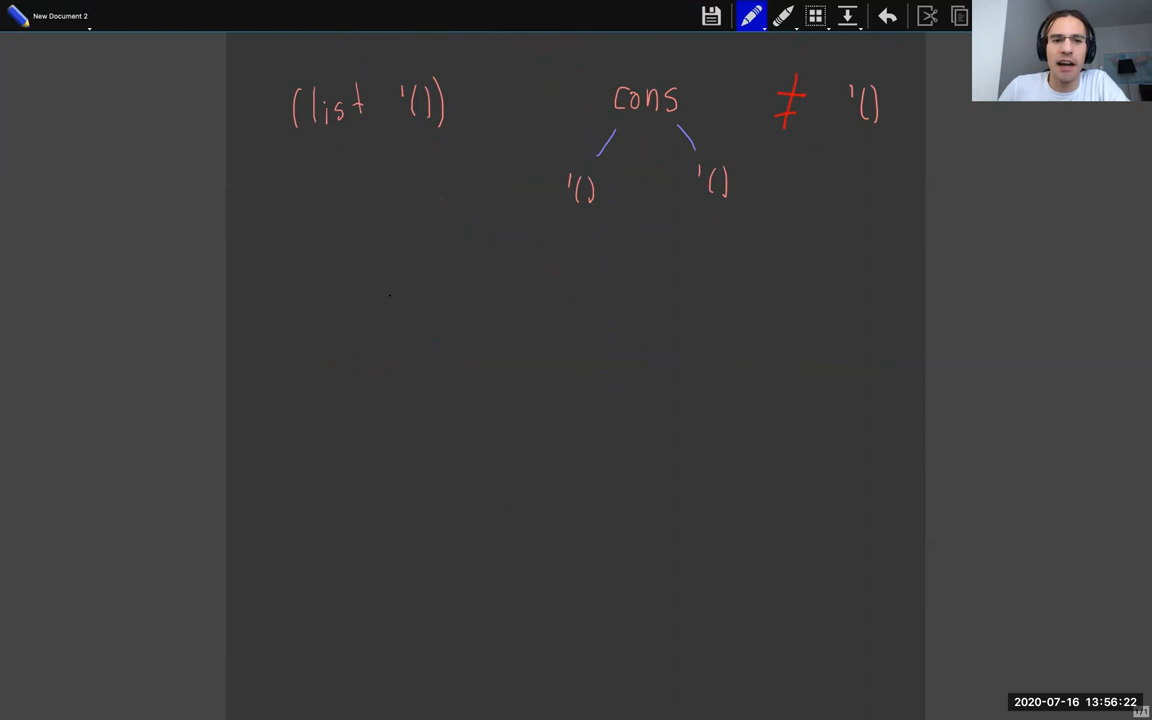 New Document 2
(list '()) cons ≠ '()
'() '()
2020-07-16 13:56:22